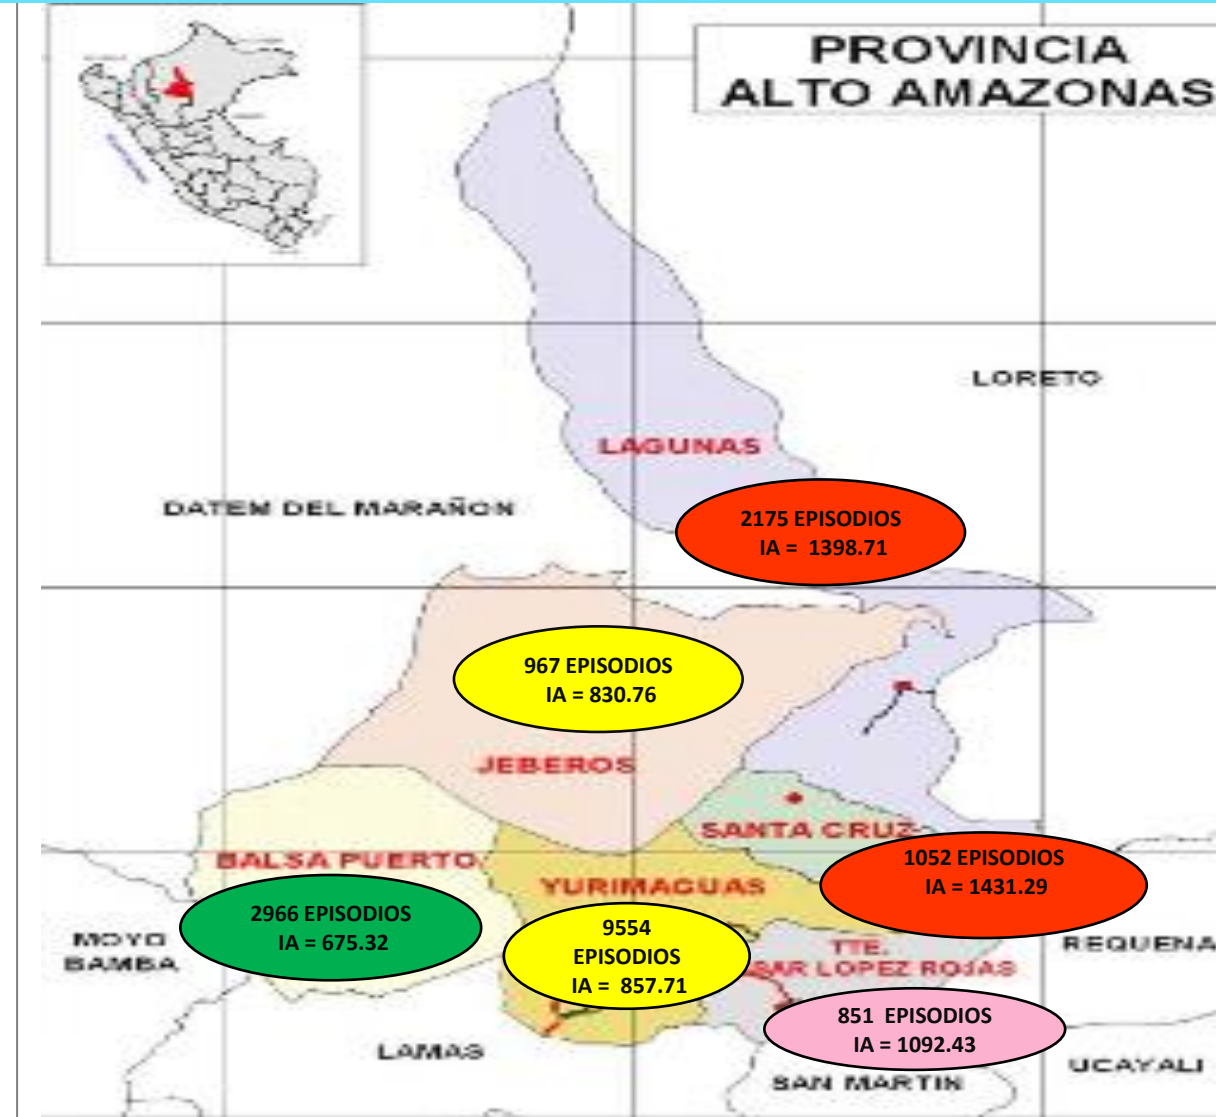 PROVINCIA
ALTO AMAZONAS
LORETO
LAGUNAS
DATEM DEL MARAÑON
2175 EPISODIOS
IA = 1398.71
967 EPISODIOS
IA = 830.76
JEBEROS
SANTA CRUZ
BALSA PUERTO
YURIMAGUAS
1052 EPISODIOS
IA = 1431.29
2966 EPISODIOS
IA = 675.32
9554
EPISODIOS
IA = 857.71
MOYO
BAMBA
TTE.
SAR LOPEZ ROJAS
REQUENA
851 EPISODIOS
IA = 1092.43
LAMAS
SAN MARTIN
UCAYALI